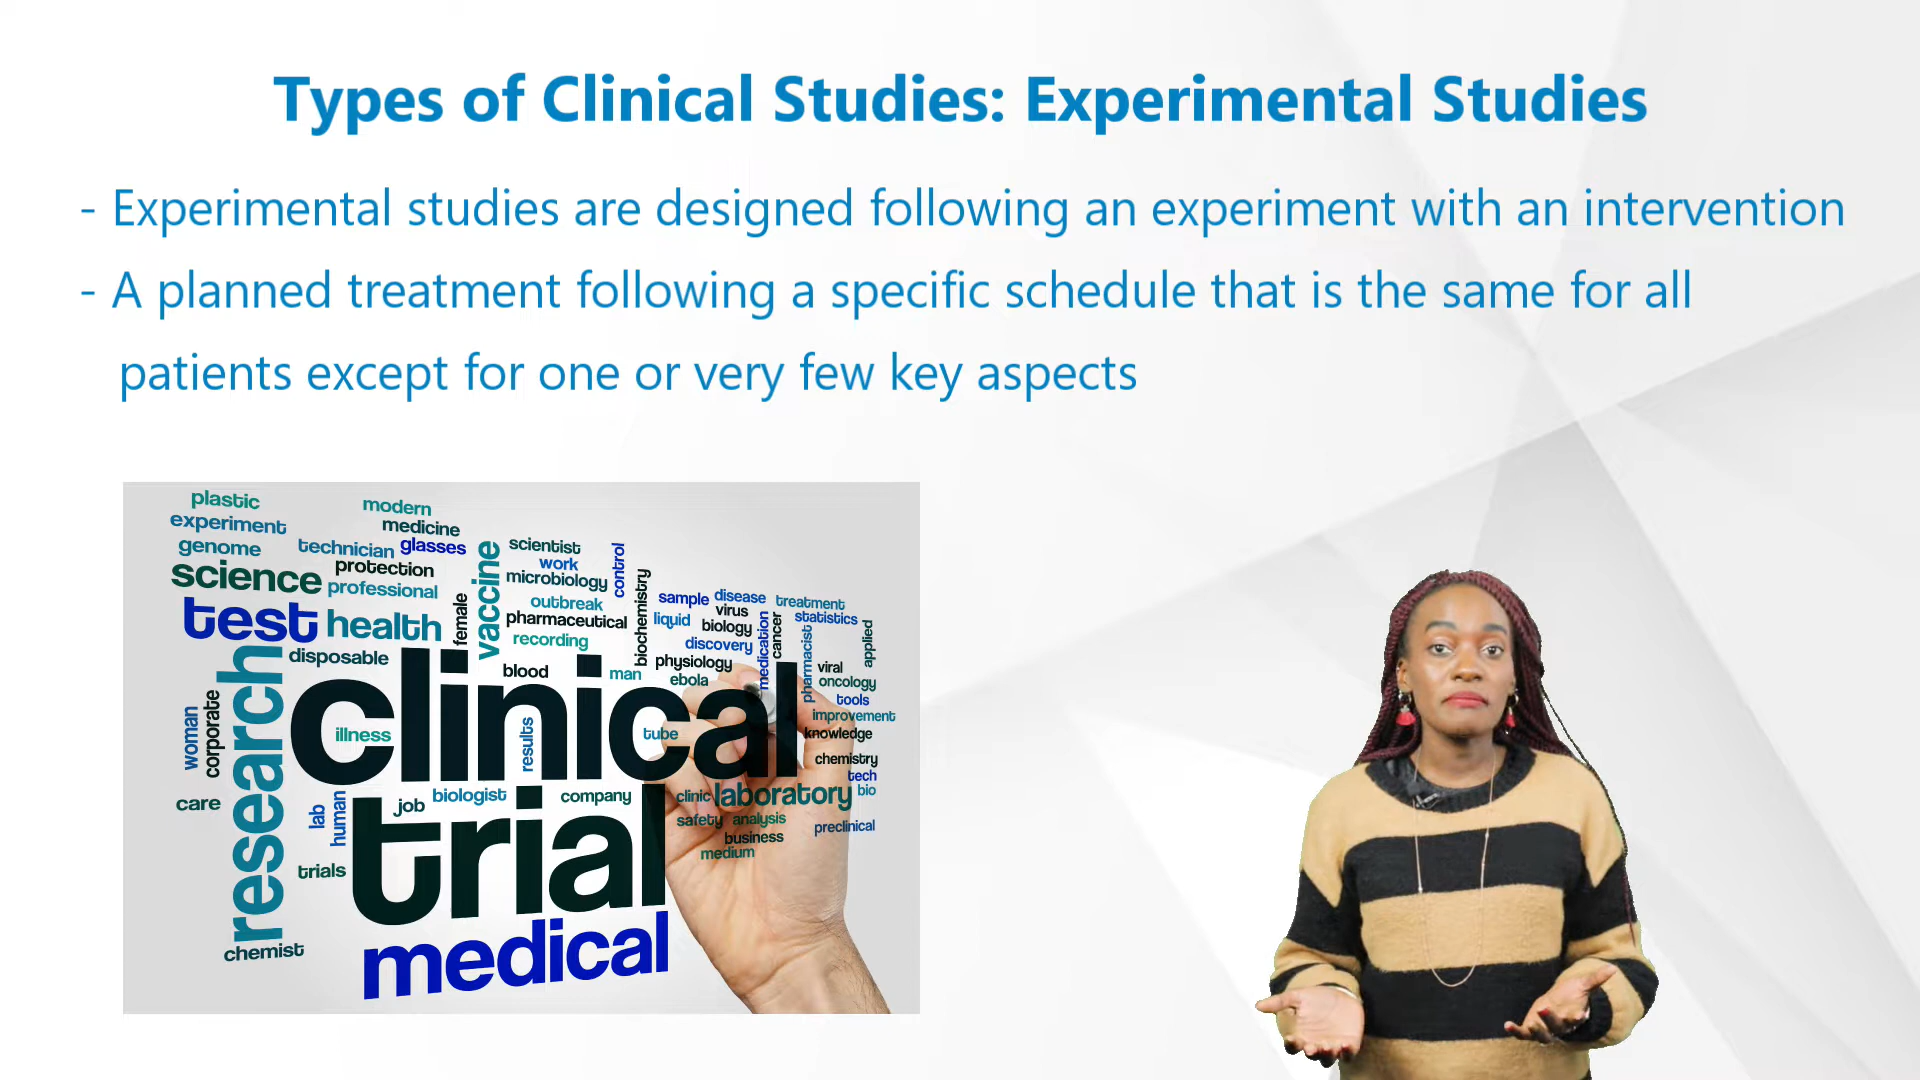 Types of Clinical Studies: Experimental Studies
- Experimental studies are designed following an experiment with an intervention
- A planned treatment following a specific schedule that is the same for all
patients except for one or very few key aspects
plastic
modern
experiment
medicine
genome
technician
glasses
scientist
control
science
protection
work
professional
vaccine
microbiology
biochemistry
test
health
female
outbreak
sample
disease
treatment
pharmaceutical
liquid
virus
statistics
recording
biology
medication
cancer
pharmacist
applied
disposable
discovery
research
blood
man
physiology
viral
ebola
oncology
clinical
tools
woman
corporate
illness
results
tube
improvement
knowledge
chemistry
tech
care
lab
human
job
biologist
company
clinic
laboratory
bio
trial
safety
analysis
preclinical
business
medium
trials
chemist
medical